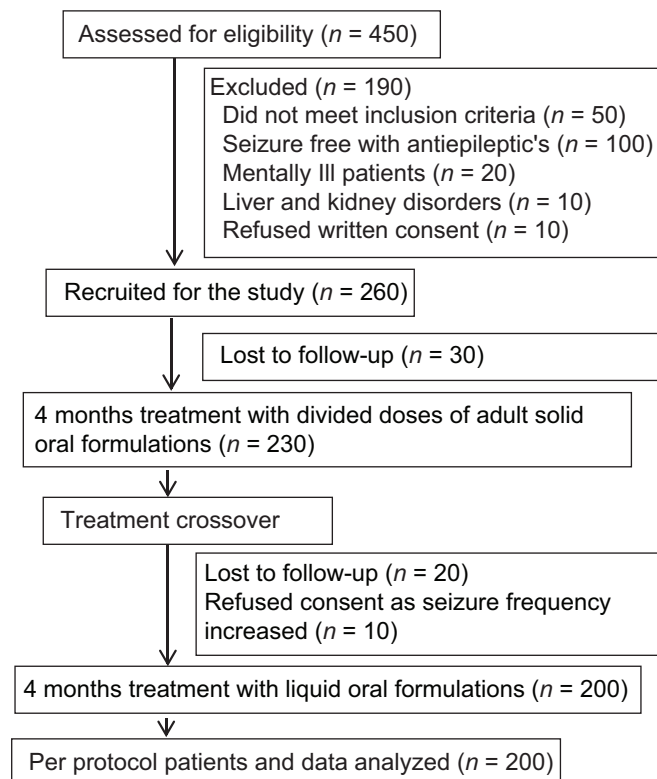 Assessed for eligibility (n = 450)
Excluded (n = 190)
Did not meet inclusion criteria (n = 50)
Seizure free with antiepileptic's (n = 100)
Mentally Ill patients (n = 20)
Liver and kidney disorders (n = 10)
Refused written consent (n = 10)
Recruited for the study (n = 260)
Lost to follow-up (n = 30)
4 months treatment with divided doses of adult solid
oral formulations (n = 230)
Treatment crossover
Lost to follow-up (n = 20)
Refused consent as seizure frequency
increased (n = 10)
4 months treatment with liquid oral formulations (n = 200)
Per protocol patients and data analyzed (n = 200)